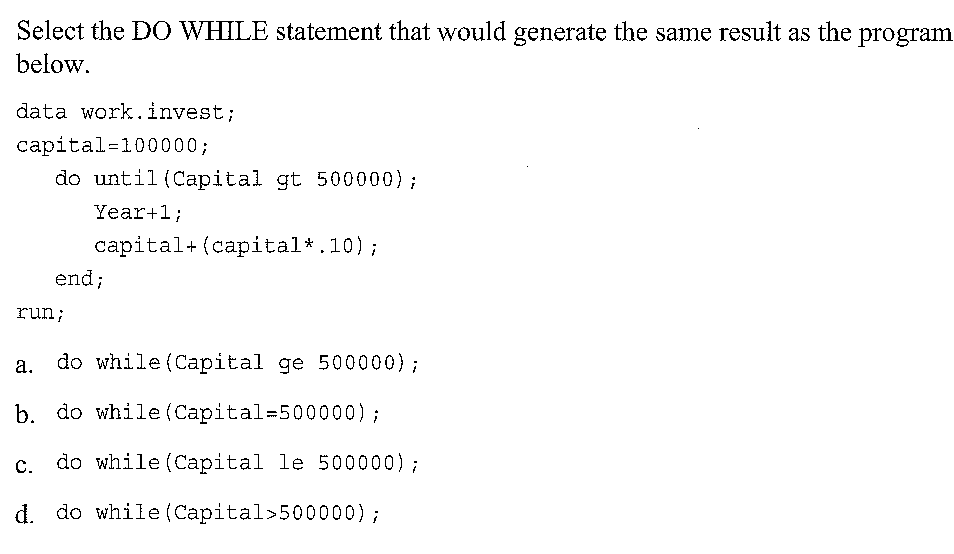 Select the DO WHILE statement that would generate the same result as the program
below.
data work.invest;
capital=100000;
do until(Capital gt 500000);
Year+1;
capital+(capital*.10);
end;
run;
a. do while(Capital ge 500000);
b. do while(Capital=500000);
c. do while(Capital le 500000);
d. do while(Capital>500000);